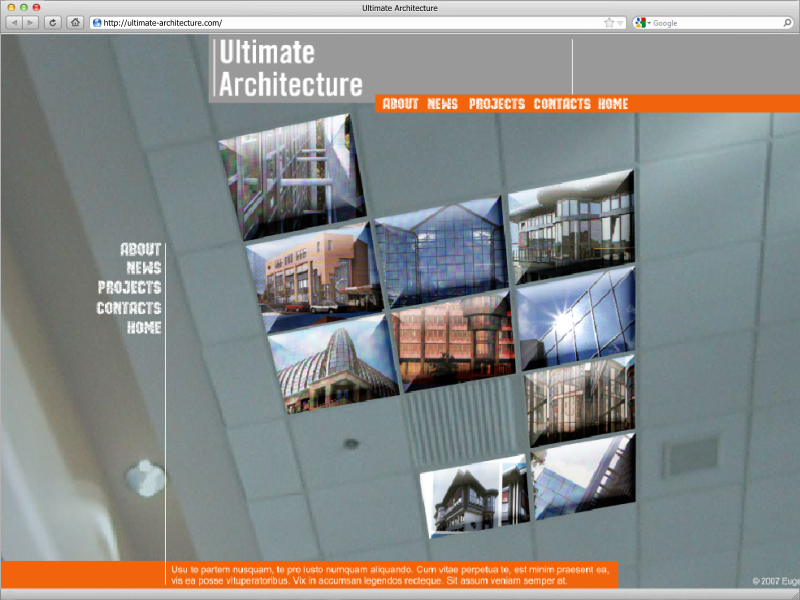 Ultimate Architecture
http://ultimate-architecture.com/
Google
Ultimate
Architecture
ABOUT NEWS PROJECTS CONTACTS HOME
ABOUT
NEWS
PROJECTS
CONTACTS
HOME
Usu te partem nusquam, te pro iusto numquam aliquando. Cum vitae perpetua te, est minim praesent ea,
vis ea posse vituperatoribus. Vix in accumsan legendos recteque. Sit assum veniam semper at.
© 2007 Euge